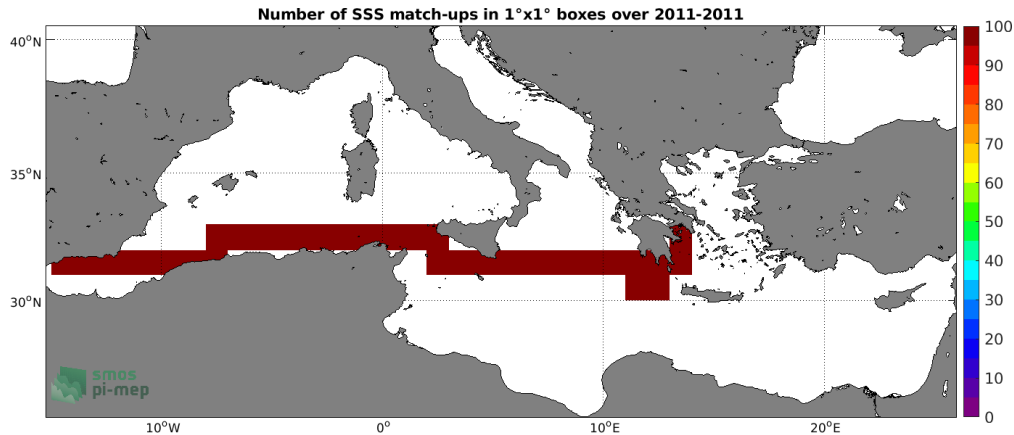 Number of SSS match-ups in 1°x1° boxes over 2011-2011
40°N
35°N
30°N
10°W
0°
10°E
20°E
100
90
80
70
60
50
40
30
20
10
0
smos
pi-mep